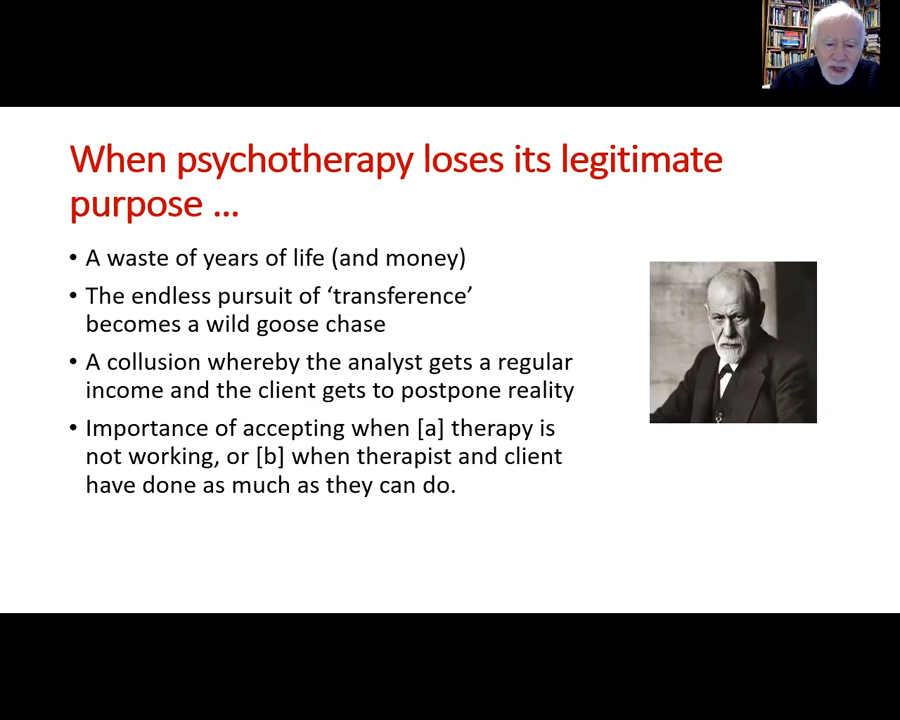 When psychotherapy loses its legitimate
purpose ...
• A waste of years of life (and money)
• The endless pursuit of ‘transference’
becomes a wild goose chase
• A collusion whereby the analyst gets a regular
income and the client gets to postpone reality
• Importance of accepting when [a] therapy is
not working, or [b] when therapist and client
have done as much as they can do.